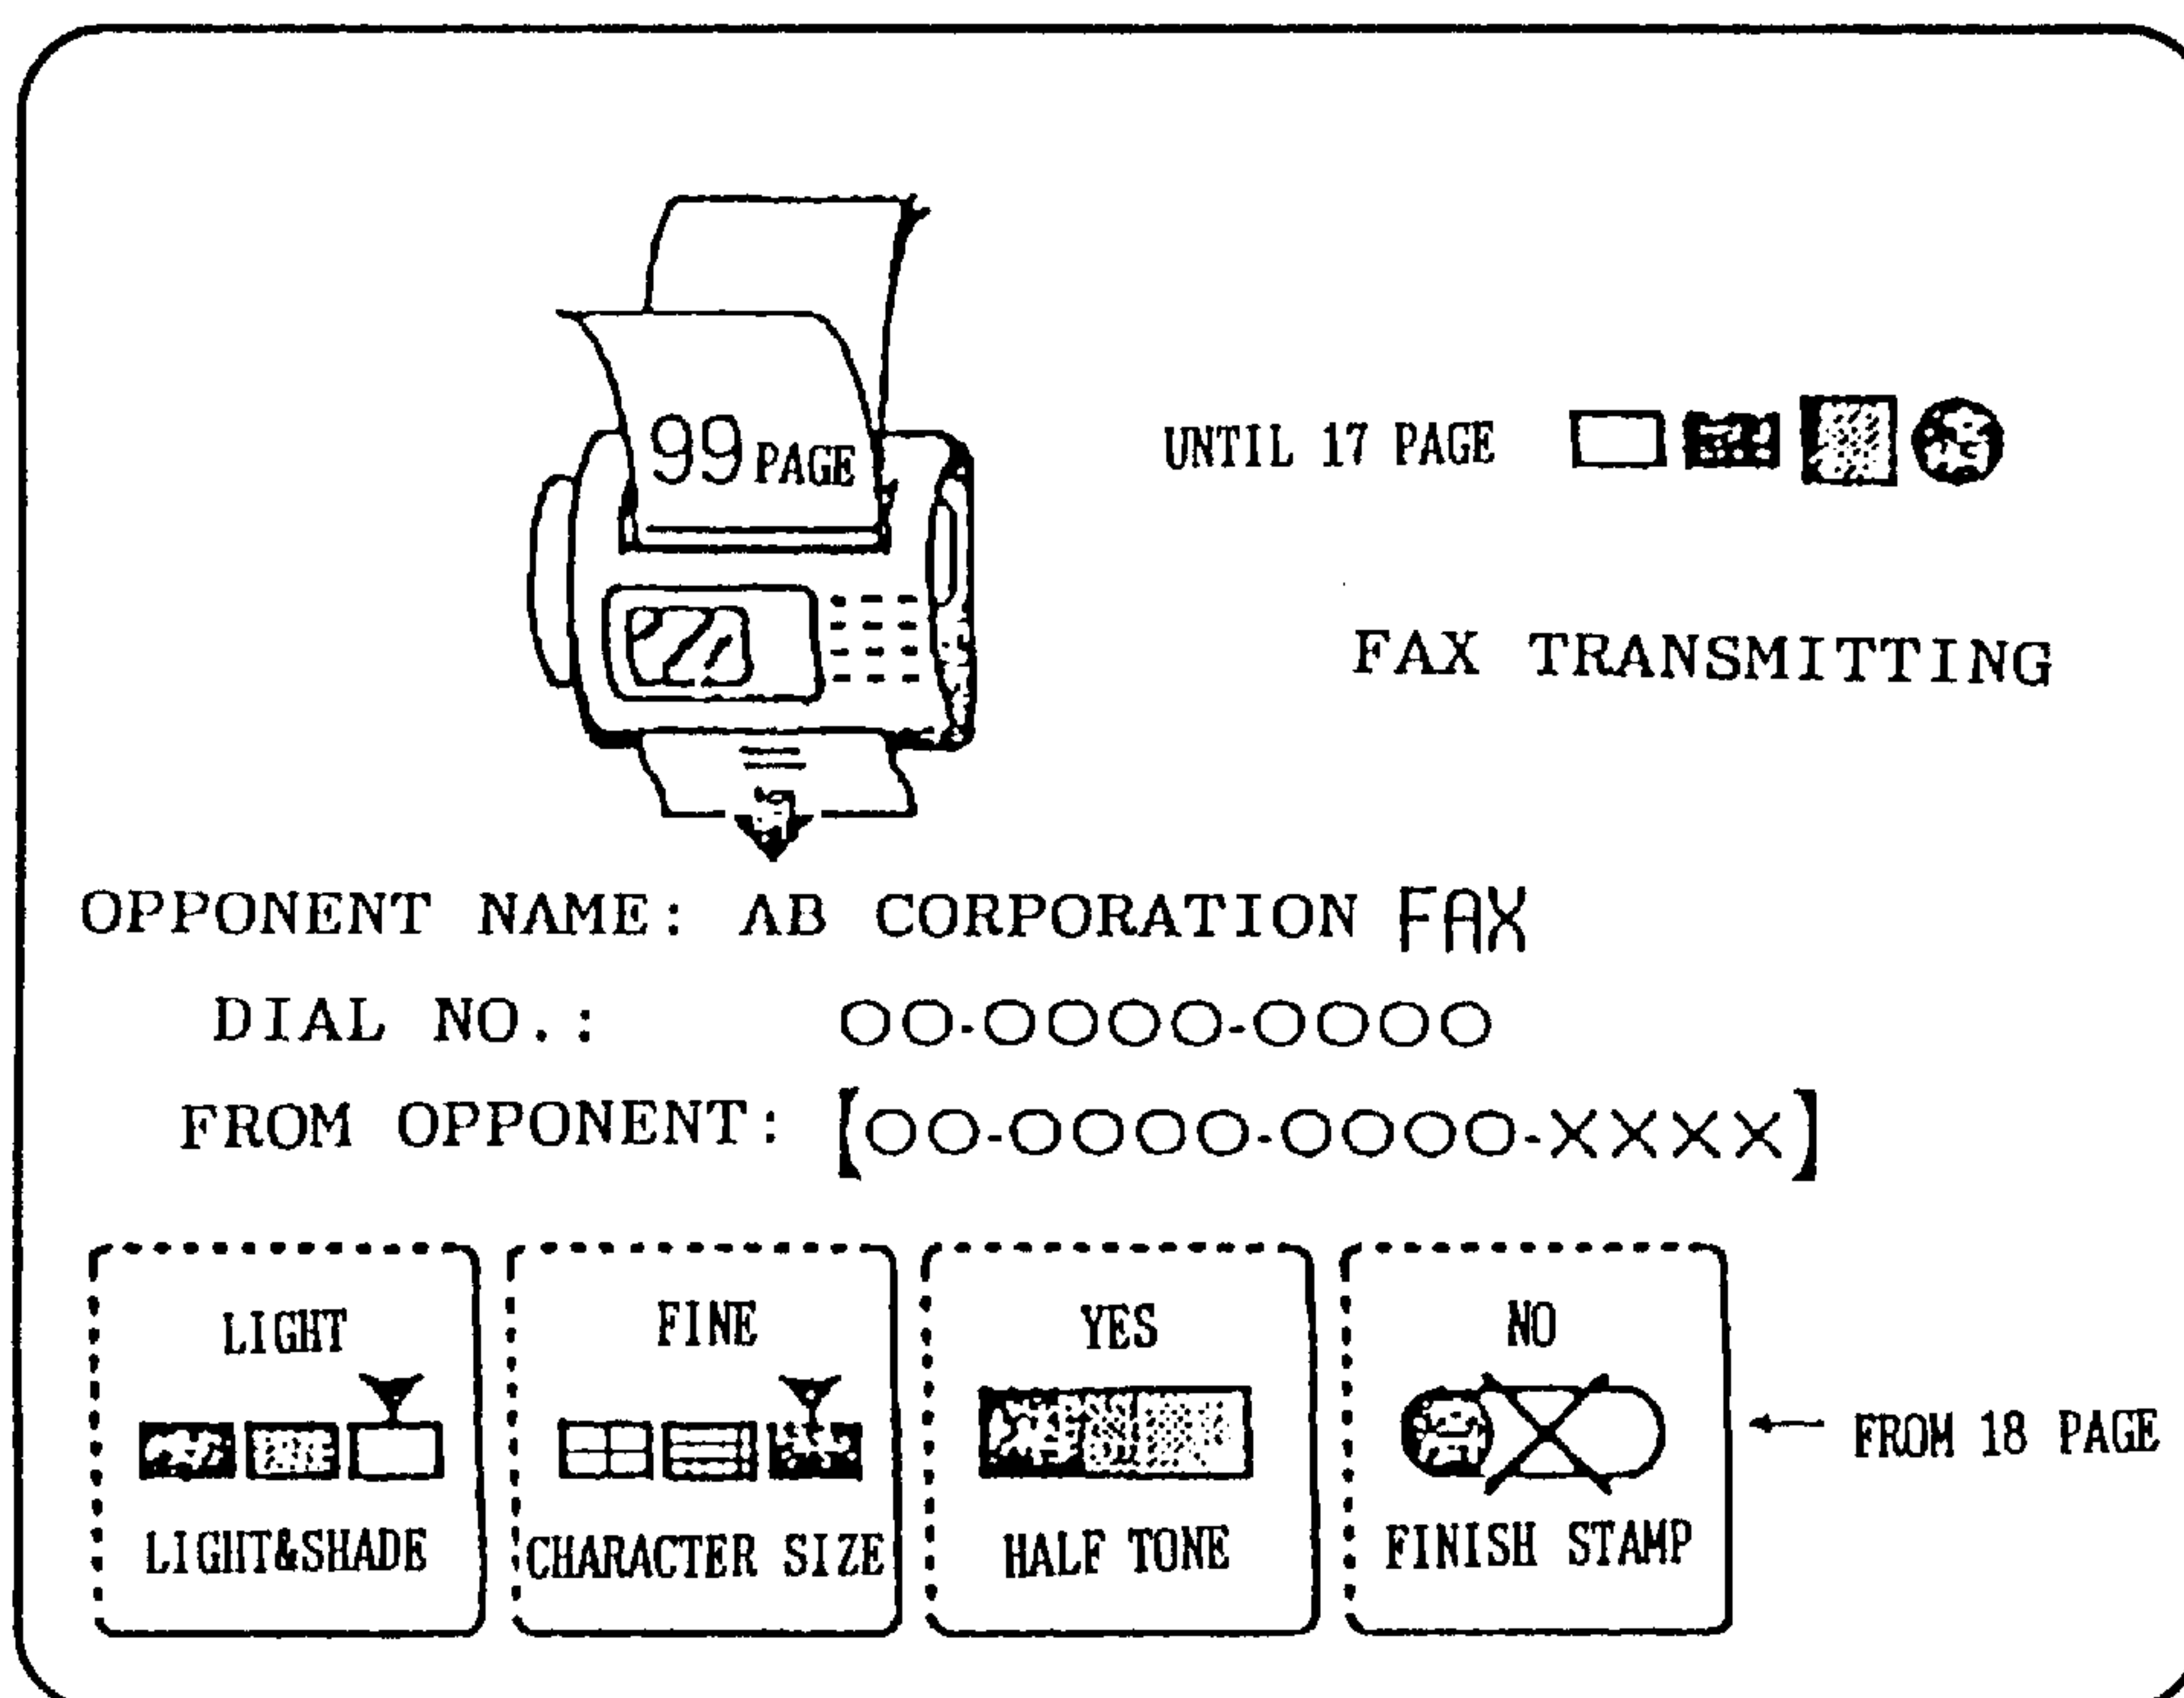 99 PAGE
UNTIL 17 PAGE
FAX TRANSMITTING
OPPONENT NAME: AB CORPORATION FAX
DIAL NO.: OO-OOOO-OOOO
FROM OPPONENT: [OO-OOOO-OOOO-XXXX]
LIGHT
LIGHT&SHADE
FINE
CHARACTER SIZE
YES
HALF TONE
NO
FINISH STAMP
FROM 18 PAGE